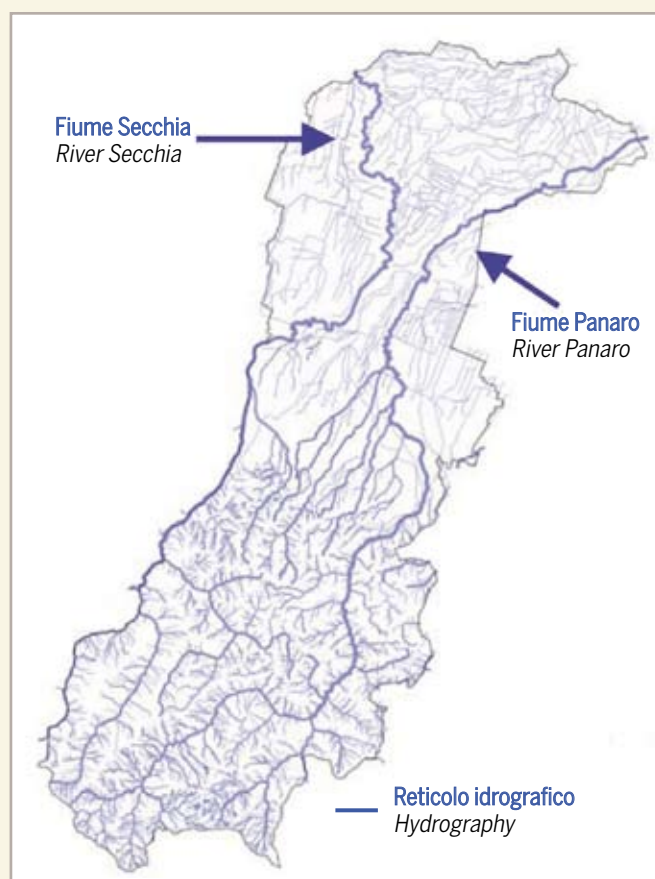 Fiume Secchia
River Secchia
Fiume Panaro
River Panaro
Reticolo idrografico
Hydrography